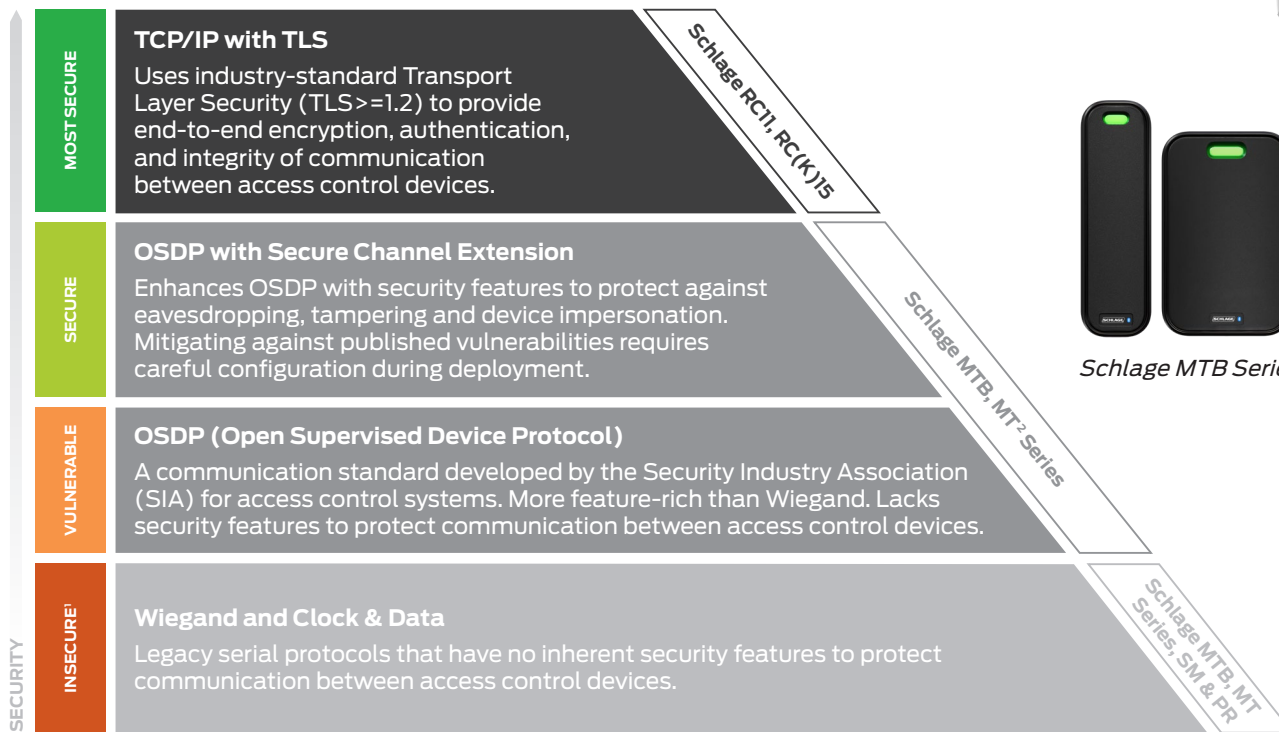 MOST SECURE
TCP/IP with TLS
Uses industry-standard Transport
Layer Security (TLS>=1.2) to provide
end-to-end encryption, authentication,
and integrity of communication
between access control devices.
Schlage RC11, RC(K)15
SECURE
OSDP with Secure Channel Extension
Enhances OSDP with security features to protect against
eavesdropping, tampering and device impersonation.
Mitigating against published vulnerabilities requires
careful configuration during deployment.
Schlage MTB, MT² Series
SCHLAGE
SCHLAGE
Schlage MTB Serie
VULNERABLE
OSDP (Open Supervised Device Protocol)
A communication standard developed by the Security Industry Association
(SIA) for access control systems. More feature-rich than Wiegand. Lacks
security features to protect communication between access control devices.
INSECURE¹
Wiegand and Clock & Data
Legacy serial protocols that have no inherent security features to protect
communication between access control devices.
Schlage MTB, MT
Series, SM & PR
SECURITY